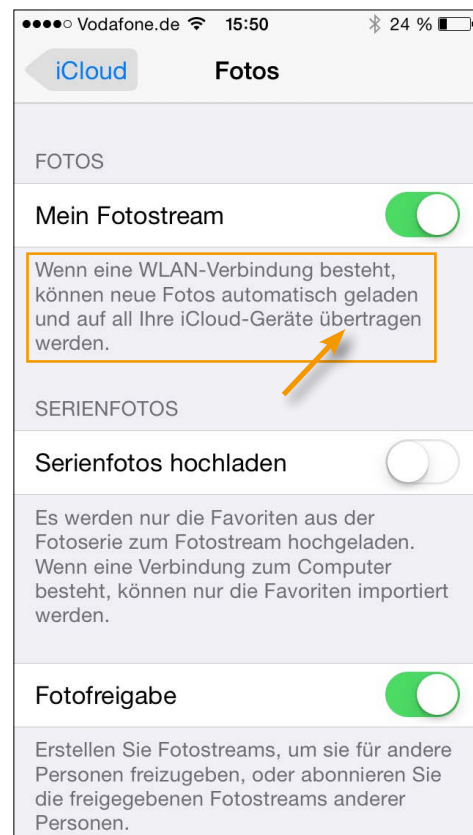 Vodafone.de 15:50 24 %
iCloud Fotos
FOTOS
Mein Fotostream
Wenn eine WLAN-Verbindung besteht,
können neue Fotos automatisch geladen
und auf all Ihre iCloud-Geräte übertragen
werden.
SERIENFOTOS
Serienfotos hochladen
Es werden nur die Favoriten aus der
Fotoserie zum Fotostream hochgeladen.
Wenn eine Verbindung zum Computer
besteht, können nur die Favoriten importiert
werden.
Fotofreigabe
Erstellen Sie Fotostreams, um sie für andere
Personen freizugeben, oder abonnieren Sie
die freigegebenen Fotostreams anderer
Personen.